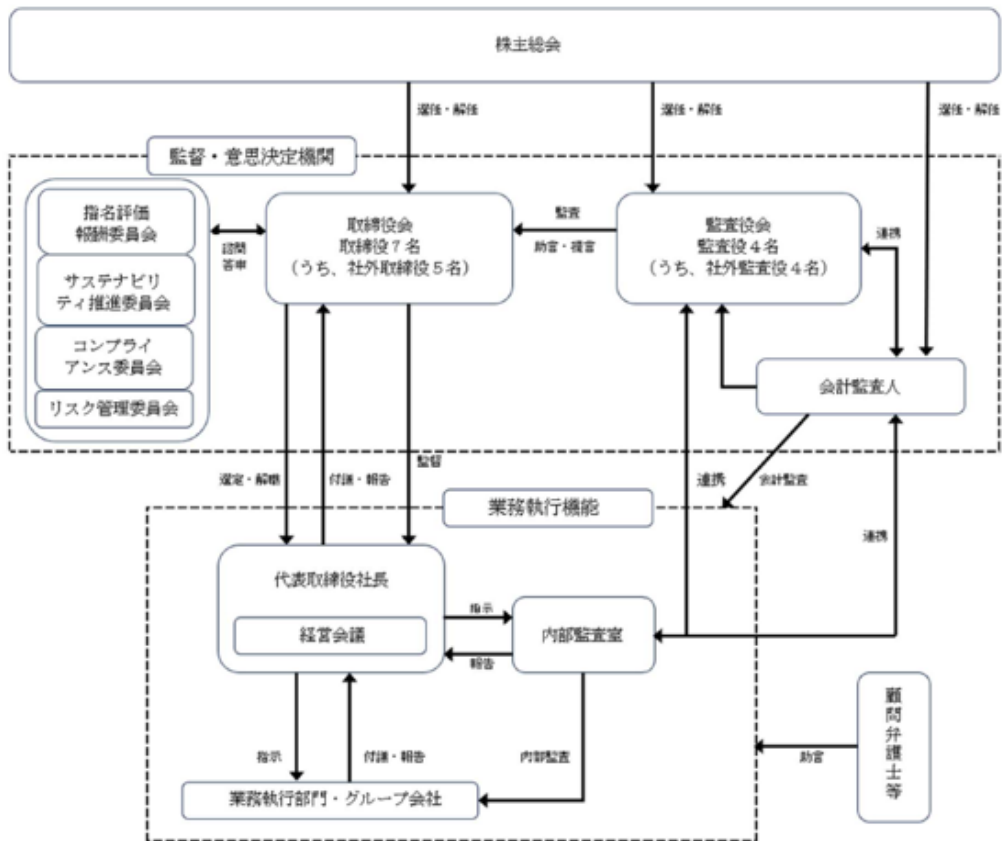 株主総会
選任・解任
選任・解任
選任・解任
監督・意思決定機関
指名評価
報酬委員会
サステナビリ
ティ推進委員会
コンプライ
アンス委員会
リスク管理委員会
諮問
答申
取締役会
取締役7名
（うち、社外取締役5名）
監査
助言・
監査役会
監査役4名
（うち、社外監査役4名）
連携
会計監査人
選定・解職
付議・報告
監督
連携
会計監査
連携
業務執行機能
代表取締役社長
経営会議
指示
報告
内部監査室
指示
付議・報告
内部監査
業務執行部門・グループ会社
助言
顧問弁護士等